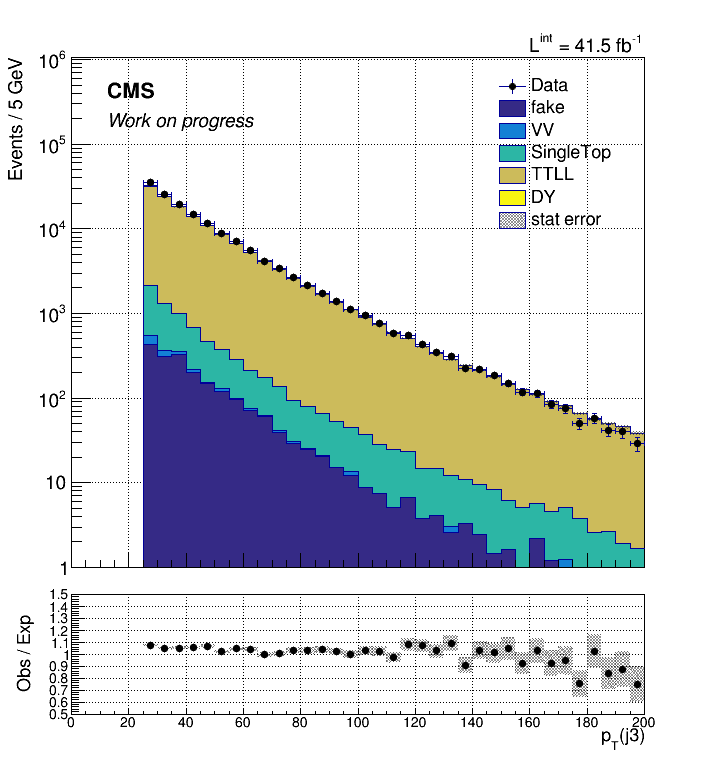 L^int = 41.5 fb^-1
Events / 5 GeV
10^6
10^5
10^4
10^3
10^2
10
1
CMS
Work on progress
Data
fake
VV
SingleTop
TTLL
DY
stat error
Obs / Exp
1.5
1.4
1.3
1.2
1.1
1
0.9
0.8
0.7
0.6
0.5
0 20 40 60 80 100 120 140 160 180 200
p_T(j3)